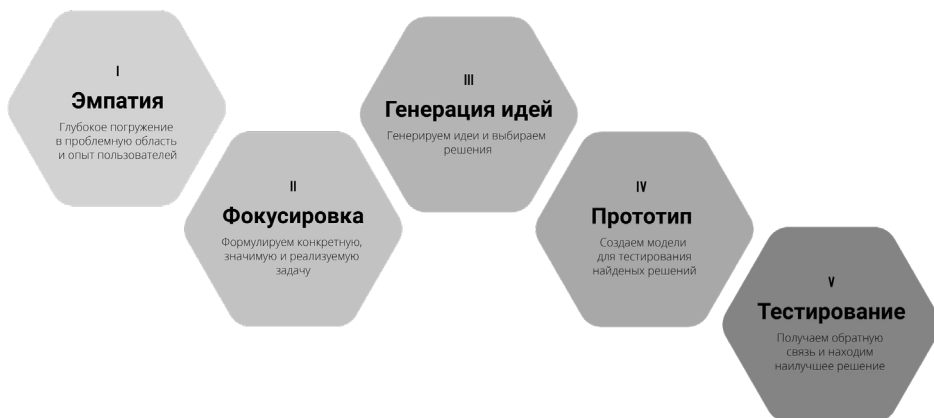 I
Эмпатия
Глубокое погружение
в проблемную область
и опыт пользователей
II
Фокусировка
Формулируем конкретную,
значимую и реализуемую
задачу
III
Генерация идей
Генерируем идеи и выбираем
решения
IV
Прототип
Создаем модели
для тестирования
найденых решений
V
Тестирование
Получаем обратную
связь и находим
наилучшее решение